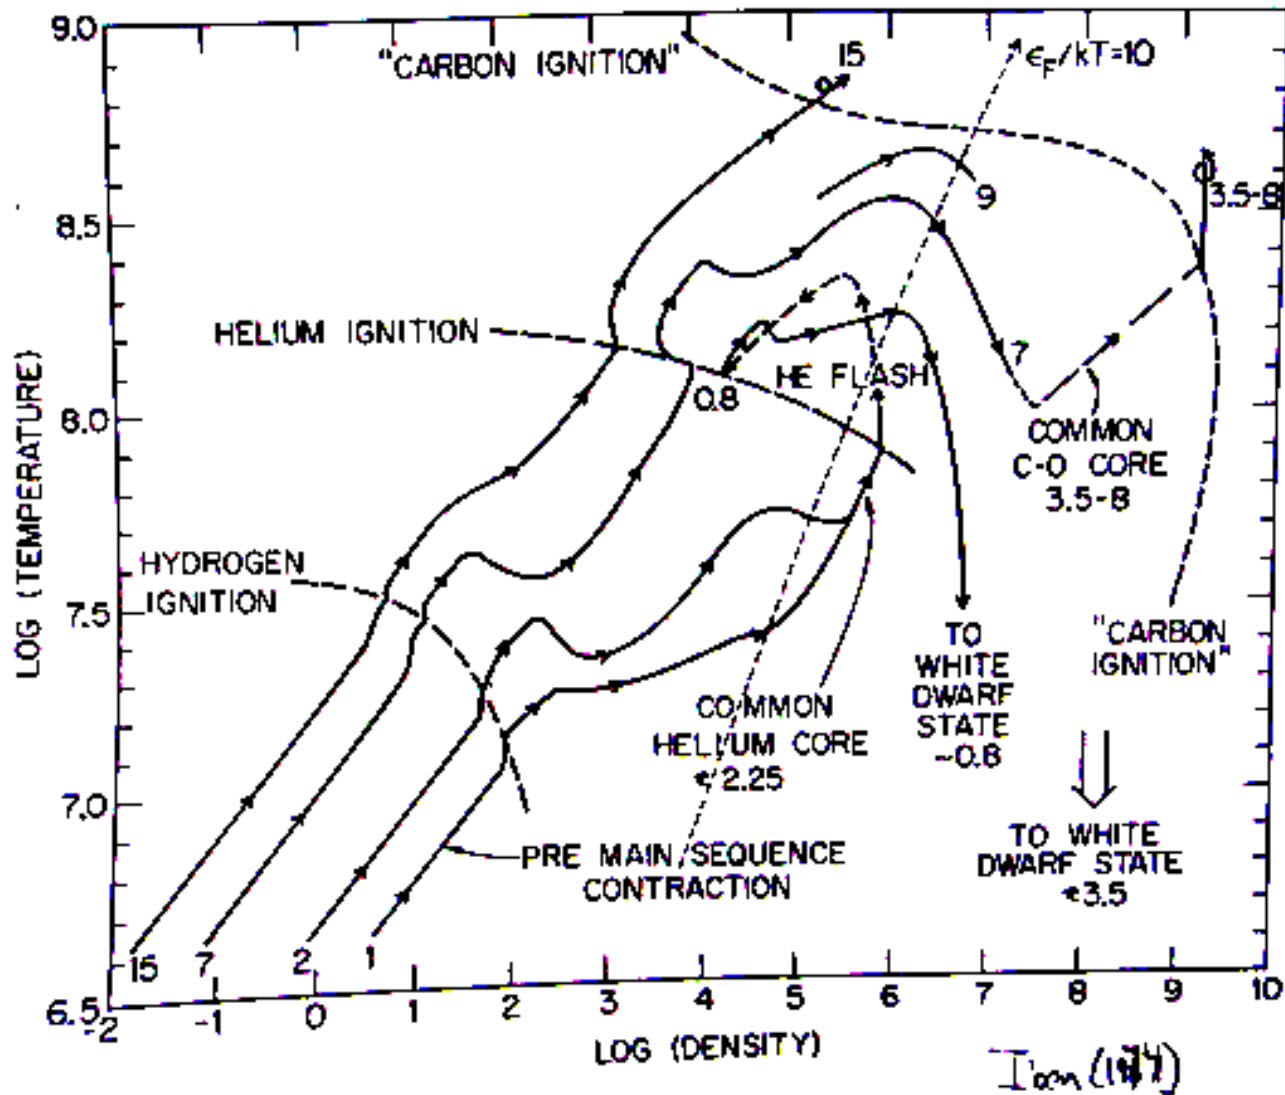 9.0
"CARBON IGNITION"
15
ϵF/kT=10
9
3.5-8
8.5
HELIUM IGNITION
0.8
HE FLASH
7
COMMON
C-O CORE
3.5-8
8.0
LOG (TEMPERATURE)
HYDROGEN
IGNITION
7.5
TO
WHITE
DWARF
STATE
~0.8
"CARBON
IGNITION"
COMMON
HELIUM CORE
2.25
7.0
PRE MAIN SEQUENCE
CONTRACTION
TO WHITE
DWARF STATE
3.5
15
7
2
1
6.5
-2 -1 0 1 2 3 4 5 6 7 8 9 10
LOG (DENSITY)